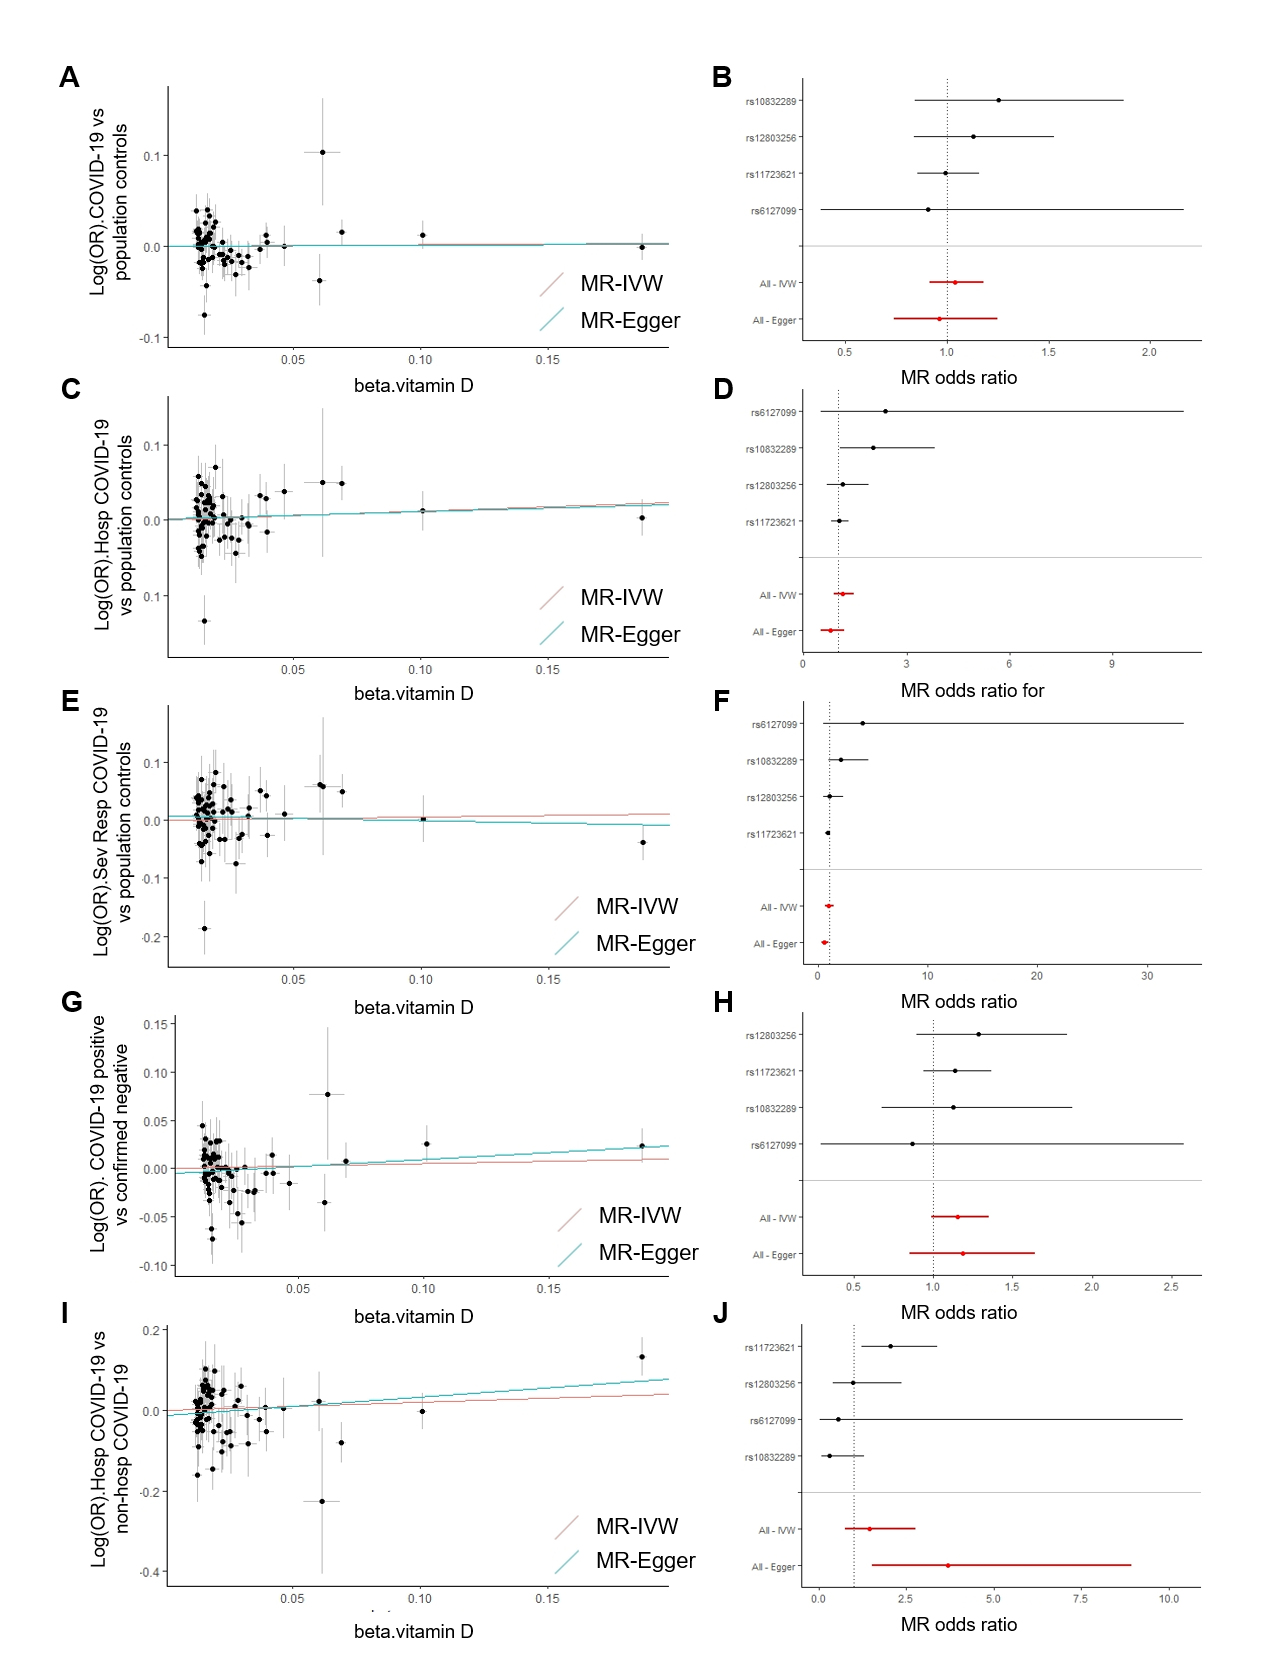 A
Log(OR).COVID-19 vs
population controls
0.1
0.0
-0.1
0.05
0.10
0.15
MR-IVW
MR-Egger
beta.vitamin D
B
rs10832289
rs12803256
rs11723621
rs6127099
All - IVW
All - Egger
0.5
1.0
1.5
2.0
MR odds ratio
C
Log(OR).Hosp COVID-19
vs population controls
0.1
0.0
0.1
0.05
0.10
0.15
MR-IVW
MR-Egger
beta.vitamin D
D
rs6127099
rs10832289
rs12803256
rs11723621
All - IVW
All - Egger
0
3
6
9
MR odds ratio for
E
Log(OR).Sev Resp COVID-19
vs population controls
0.1
0.0
-0.1
-0.2
0.05
0.10
0.15
MR-IVW
MR-Egger
beta.vitamin D
F
rs6127099
rs10832289
rs12803256
rs11723621
All - IVW
All - Egger
0
10
20
30
MR odds ratio
G
Log(OR). COVID-19 positive
vs confirmed negative
0.15
0.10
0.05
0.00
-0.05
-0.10
0.05
0.10
0.15
MR-IVW
MR-Egger
beta.vitamin D
H
rs12803256
rs11723621
rs10832289
rs6127099
All - IVW
All - Egger
0.5
1.0
1.5
2.0
2.5
MR odds ratio
I
Log(OR).Hosp COVID-19 vs
non-hosp COVID-19
0.2
0.0
-0.2
-0.4
0.05
0.10
0.15
MR-IVW
MR-Egger
beta.vitamin D
J
rs11723621
rs12803256
rs6127099
rs10832289
All - IVW
All - Egger
0.0
2.5
5.0
7.5
10.0
MR odds ratio